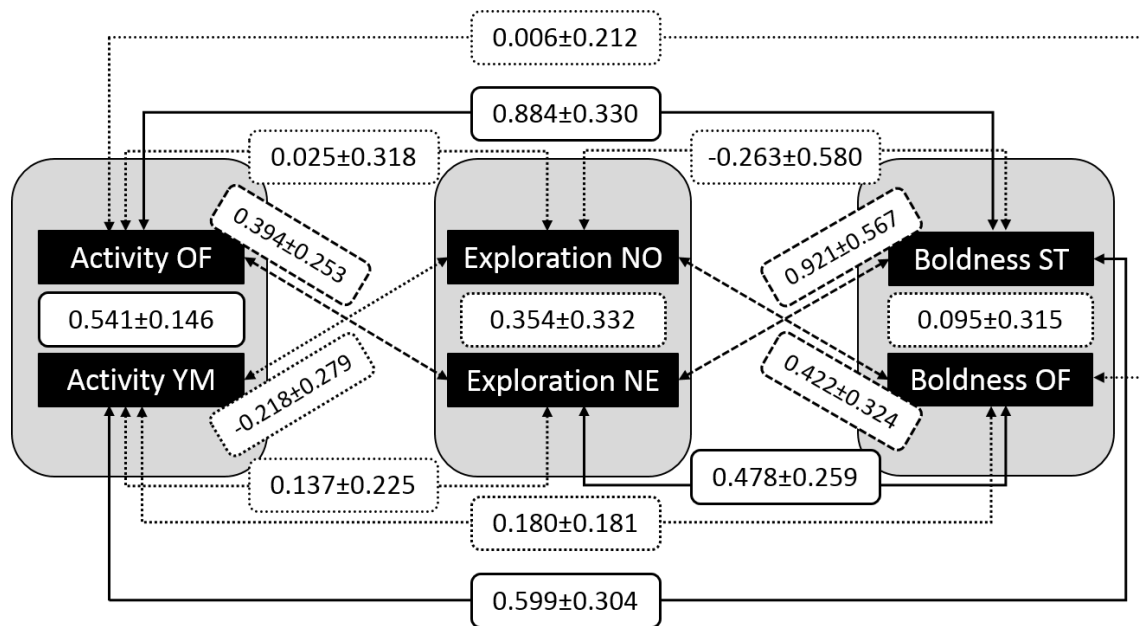 0.006±0.212
0.884±0.330
0.025±0.318
-0.263±0.580
0.394±0.253
0.921±0.567
Activity OF
Exploration NO
Boldness ST
0.541±0.146
0.354±0.332
0.095±0.315
Activity YM
Exploration NE
Boldness OF
-0.218±0.279
0.422±0.324
0.137±0.225
0.478±0.259
0.180±0.181
0.599±0.304